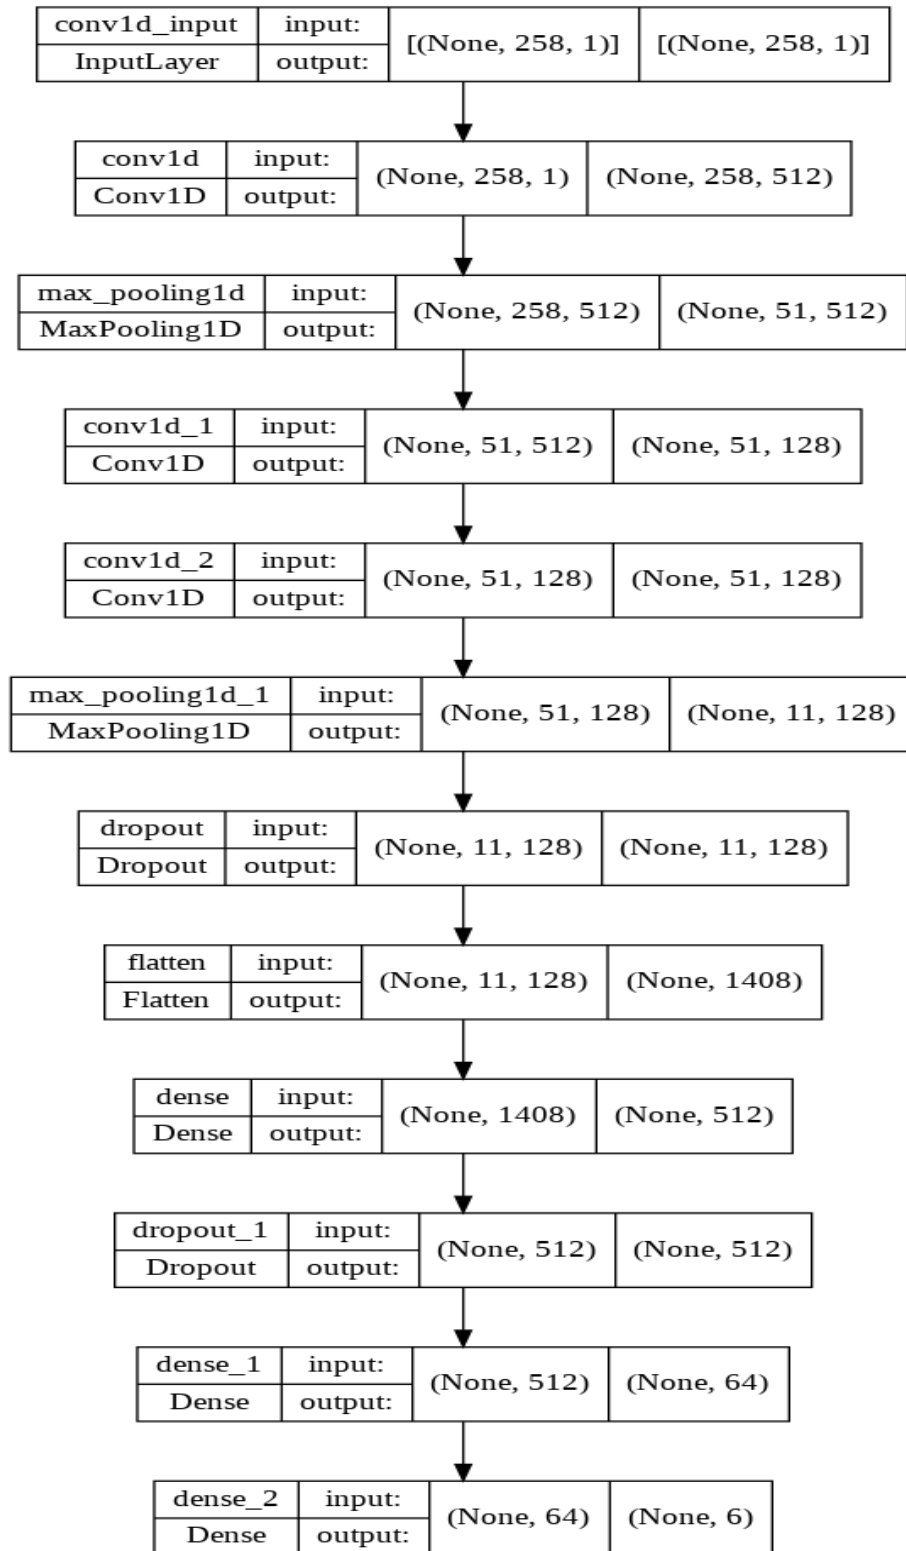 conv1d_input input: [(None, 258, 1)] [(None, 258, 1)]
InputLayer output:
conv1d input: (None, 258, 1) (None, 258, 512)
Conv1D output:
max_pooling1d input: (None, 258, 512) (None, 51, 512)
MaxPooling1D output:
conv1d_1 input: (None, 51, 512) (None, 51, 128)
Conv1D output:
conv1d_2 input: (None, 51, 128) (None, 51, 128)
Conv1D output:
max_pooling1d_1 input: (None, 51, 128) (None, 11, 128)
MaxPooling1D output:
dropout input: (None, 11, 128) (None, 11, 128)
Dropout output:
flatten input: (None, 11, 128) (None, 1408)
Flatten output:
dense input: (None, 1408) (None, 512)
Dense output:
dropout_1 input: (None, 512) (None, 512)
Dropout output:
dense_1 input: (None, 512) (None, 64)
Dense output:
dense_2 input: (None, 64) (None, 6)
Dense output: